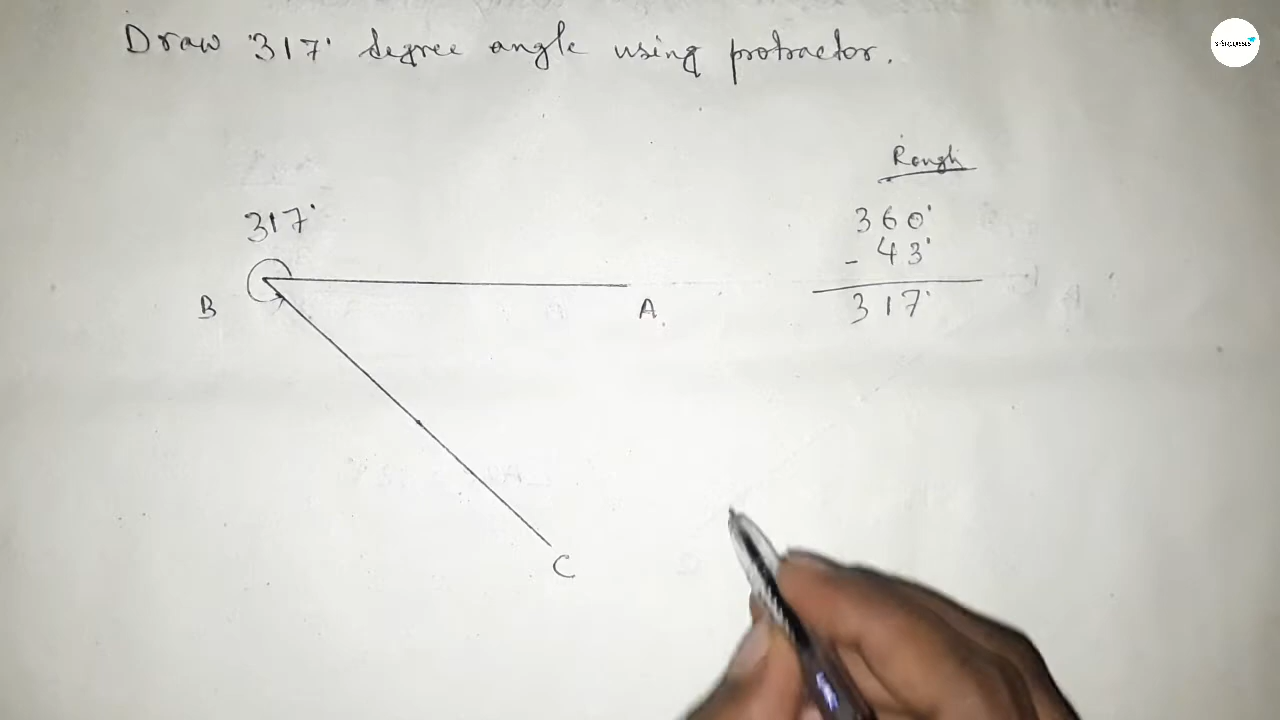 Draw 317° degree angle using protractor.
Rough
360°
- 43°
317°
317°
B
A
C